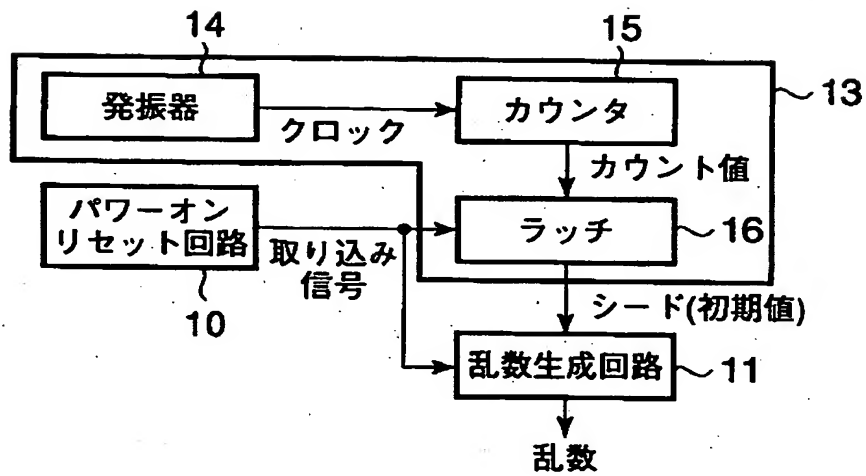 14
15
13
発振器
クロック
カウンタ
カウント値
パワーオン
リセット回路
取り込み
信号
ラッチ
16
10
シード(初期値)
乱数生成回路
11
乱数